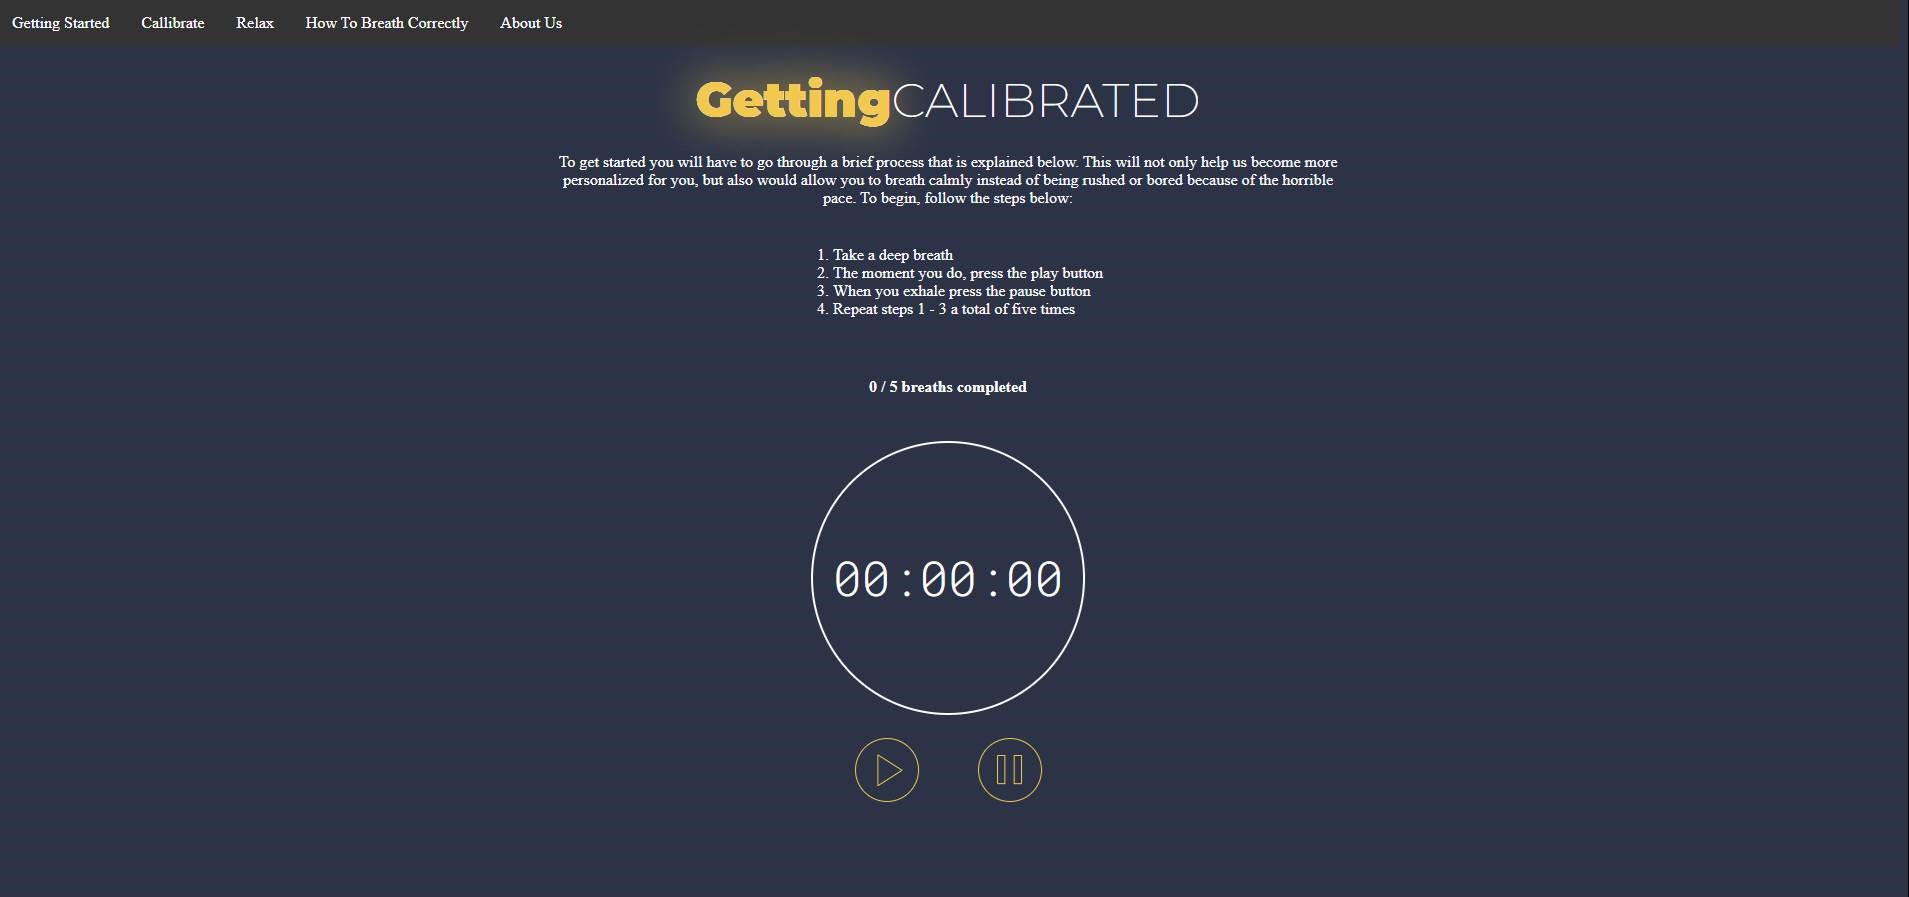 Getting Started Callibrate Relax How To Breath Correctly About Us
GettingCALIBRATED
To get started you will have to go through a brief process that is explained below. This will not only help us become more
personalized for you, but also would allow you to breath calmly instead of being rushed or bored because of the horrible
pace. To begin, follow the steps below:
1. Take a deep breath
2. The moment you do, press the play button
3. When you exhale press the pause button
4. Repeat steps 1 - 3 a total of five times
0 / 5 breaths completed
00:00:00